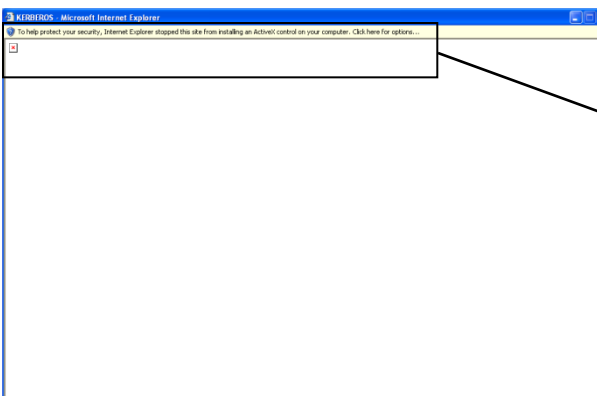 KERBEROS - Microsoft Internet Explorer
To help protect your security, Internet Explorer stopped this site from installing an ActiveX control on your computer. Click here for options...